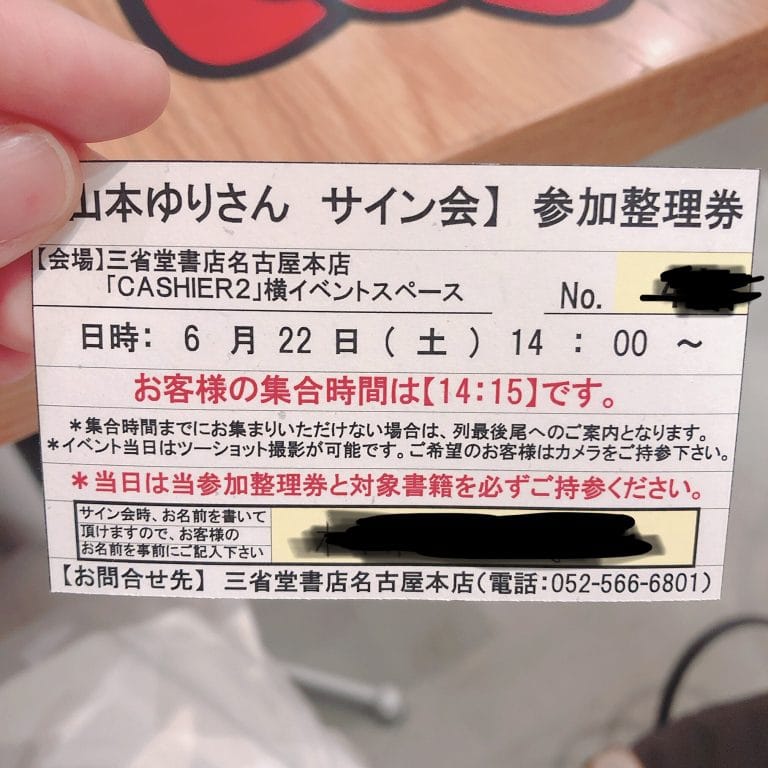 山本ゆりさん サイン会】 参加整理券
【会場】三省堂書店名古屋本店
「CASHIER2」横イベントスペース No.
日時: 6 月 22 日 ( 土 ) 14 : 00 ～
お客様の集合時間は【14:15】です。
＊集合時間までにお集まりいただけない場合は、列最後尾へのご案内となります。
＊イベント当日はツーショット撮影が可能です。ご希望のお客様はカメラをご持参下さい。
＊当日は当参加整理券と対象書籍を必ずご持参ください。
サイン会時、お名前を書いて
頂けますので、お客様の
お名前を事前にご記入下さい
【お問合せ先】 三省堂書店名古屋本店(電話:052-566-6801)